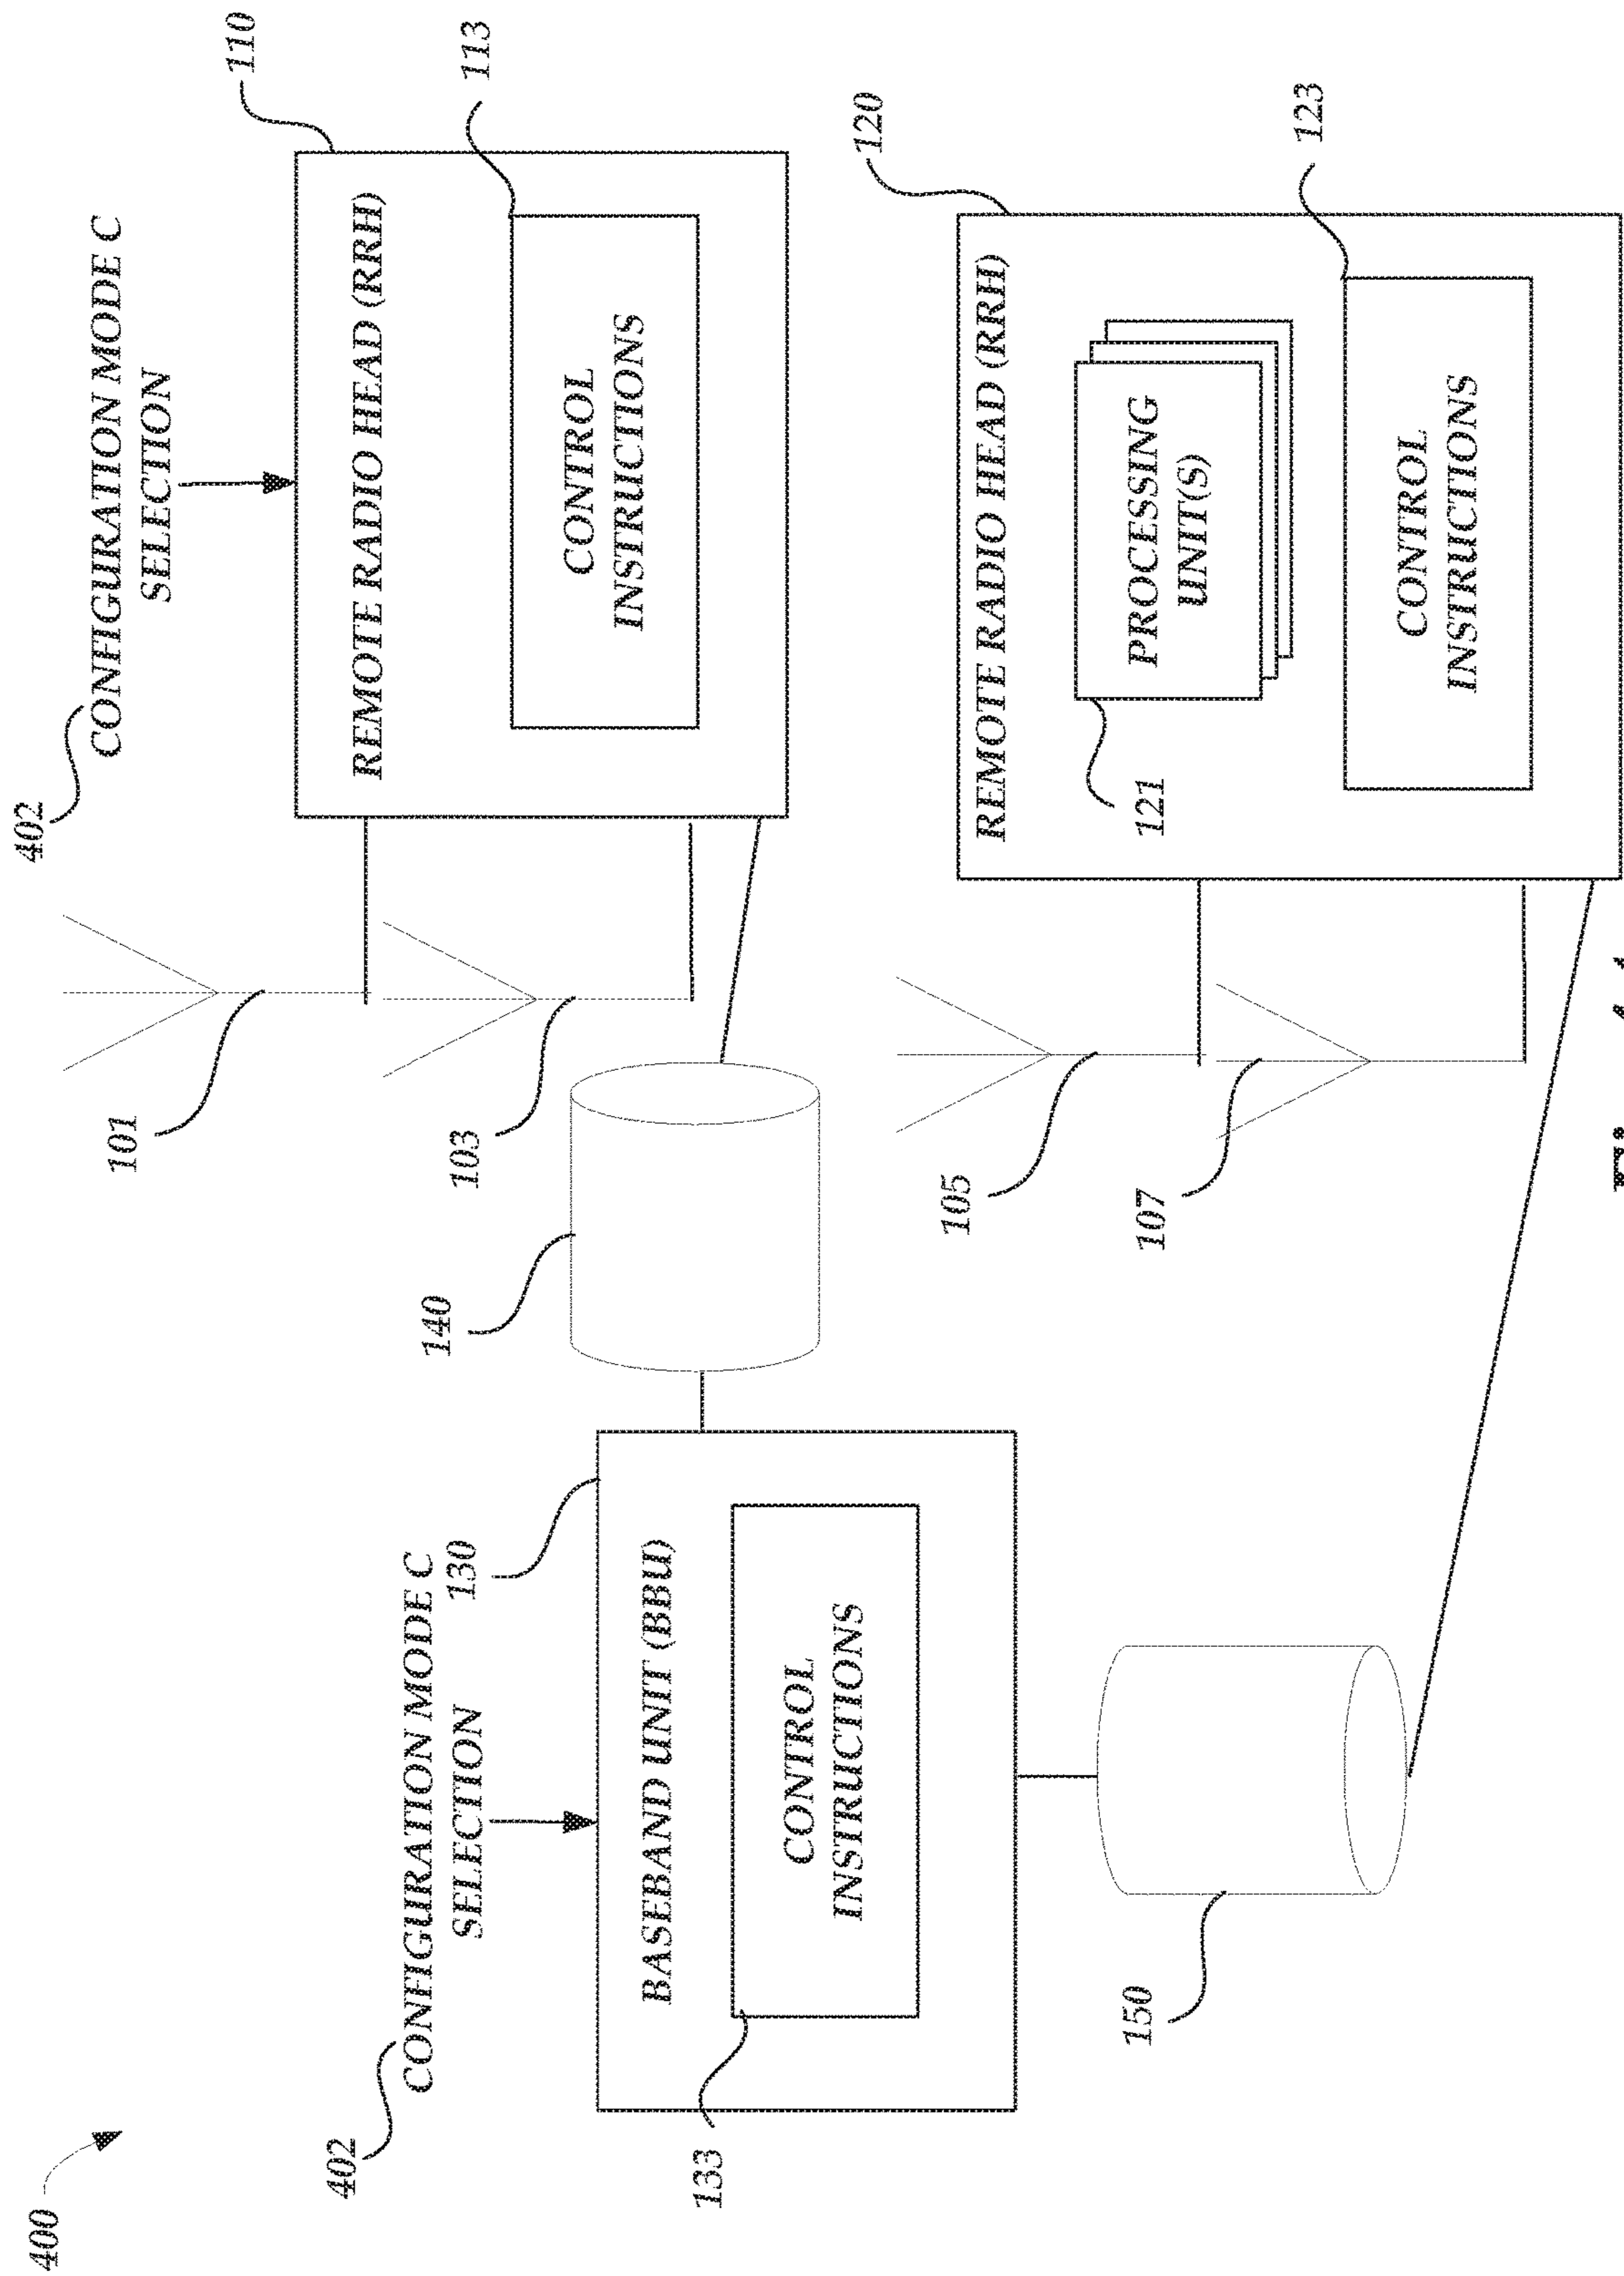 400
402
CONFIGURATION MODE C
SELECTION
130
BASEBAND UNIT (BBU)
CONTROL
INSTRUCTIONS
133
140
150
402
CONFIGURATION MODE C
SELECTION
110
REMOTE RADIO HEAD (RRH)
CONTROL
INSTRUCTIONS
113
101
103
120
REMOTE RADIO HEAD (RRH)
PROCESSING
UNIT(S)
121
CONTROL
INSTRUCTIONS
123
105
107